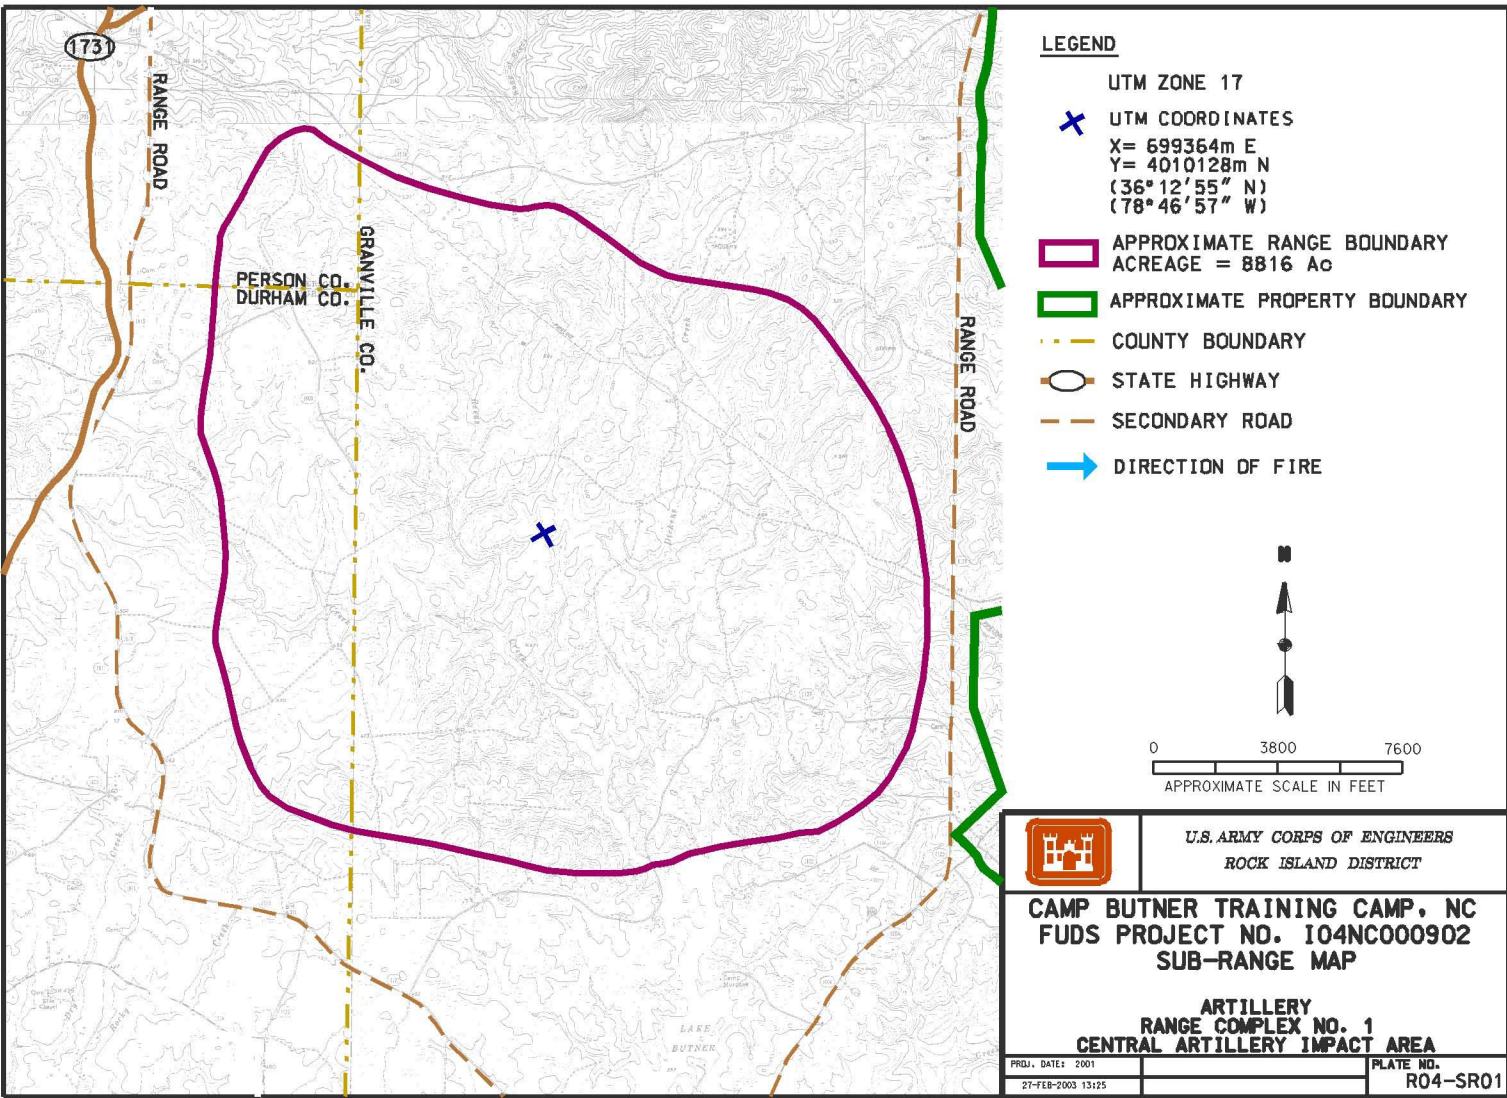 1731
RANGE ROAD
PERSON CO.
DURHAM CO.
GRANVILLE CO.
RANGE ROAD
LAKE
BUTNER
LEGEND
UTM ZONE 17
UTM COORDINATES
X= 699364m E
Y= 4010128m N
(36°12'55" N)
(78°46'57" W)
APPROXIMATE RANGE BOUNDARY
ACREAGE = 8816 Ac
APPROXIMATE PROPERTY BOUNDARY
COUNTY BOUNDARY
STATE HIGHWAY
SECONDARY ROAD
DIRECTION OF FIRE
N
0 3800 7600
APPROXIMATE SCALE IN FEET
U.S. ARMY CORPS OF ENGINEERS
ROCK ISLAND DISTRICT
CAMP BUTNER TRAINING CAMP, NC
FUDS PROJECT NO. I04NC000902
SUB-RANGE MAP
ARTILLERY
RANGE COMPLEX NO. 1
CENTRAL ARTILLERY IMPACT AREA
PROJ. DATE: 2001
27-FEB-2003 13:25
PLATE NO.
R04-SR01